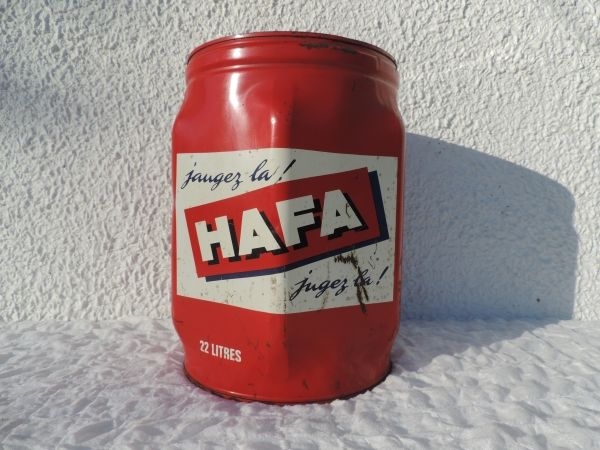 jaugez la !
HAFA
jugez la !
22 LITRES